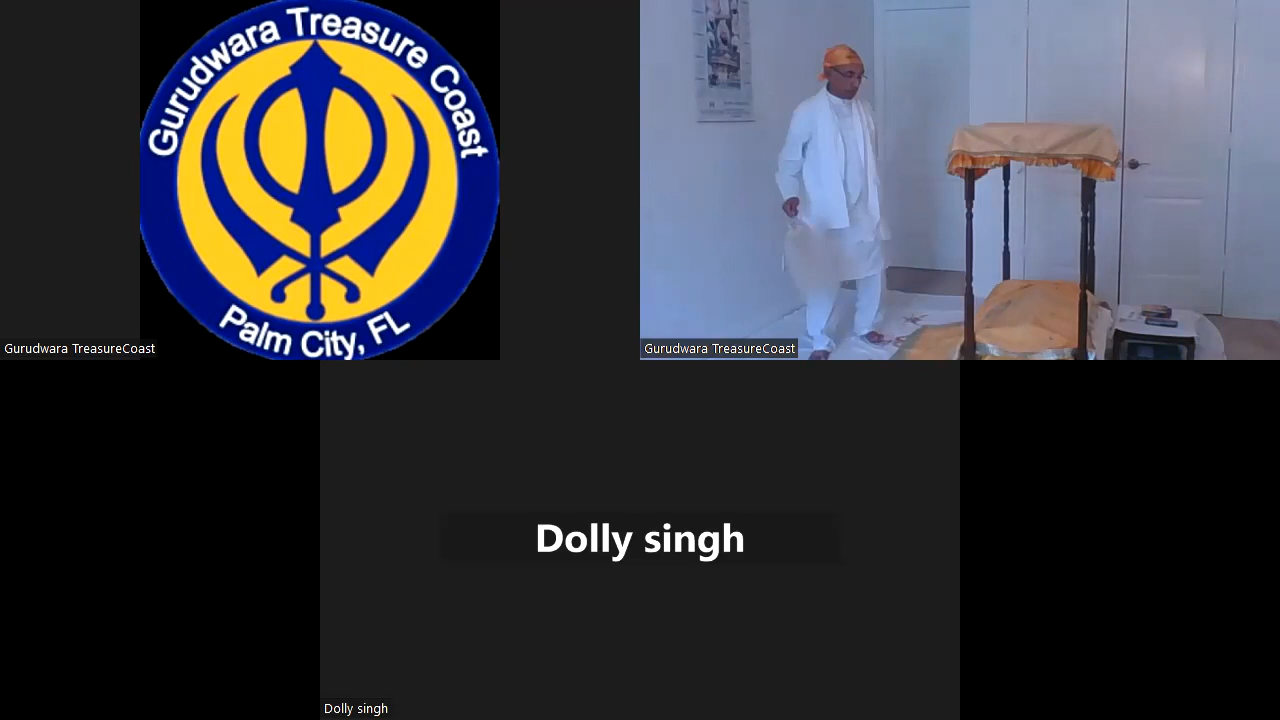 Gurudwara Treasure Coast
Palm City, FL
Gurudwara TreasureCoast
Gurudwara TreasureCoast
Dolly singh
Dolly singh